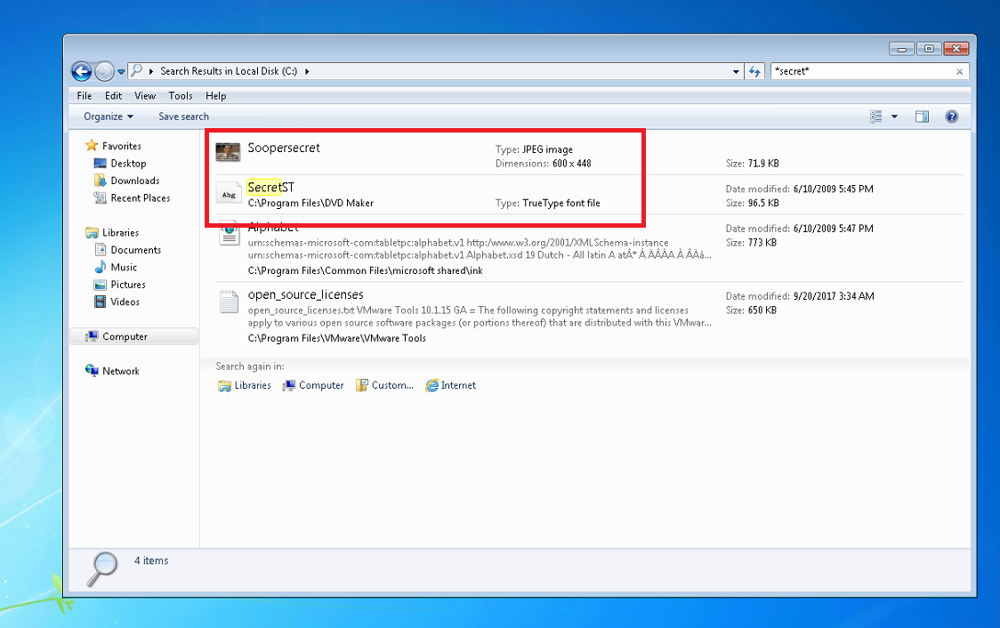 Search Results in Local Disk (C:)
*secret*
File Edit View Tools Help
Organize Save search
Favorites
Desktop
Downloads
Recent Places
Libraries
Documents
Music
Pictures
Videos
Computer
Network
Soopersecret
Type: JPEG image
Dimensions: 600 x 448
Size: 71.9 KB
Abg
SecretST
C:\Program Files\DVD Maker
Type: TrueType font file
Date modified: 6/10/2009 5:45 PM
Size: 96.5 KB
Alphabet
urn:schemas-microsoft-com:tabletpc:alphabet.v1 http:/www.w3.org/2001/XMLSchema-instance
urn:schemas-microsoft-com:tabletpc:alphabet.v1 Alphabet.xsd 19 Dutch - All latin A
C:\Program Files\Common Files\microsoft shared\ink
Date modified: 6/10/2009 5:47 PM
Size: 773 KB
open_source_licenses
open_source_licenses.txt VMware Tools 10.1.15 GA = The following copyright statements and licenses
apply to various open source software packages (or portions thereof) that are distributed with this VMwar...
C:\Program Files\VMware\VMware Tools
Date modified: 9/20/2017 3:34 AM
Size: 650 KB
Search again in:
Libraries Computer Custom... Internet
4 items